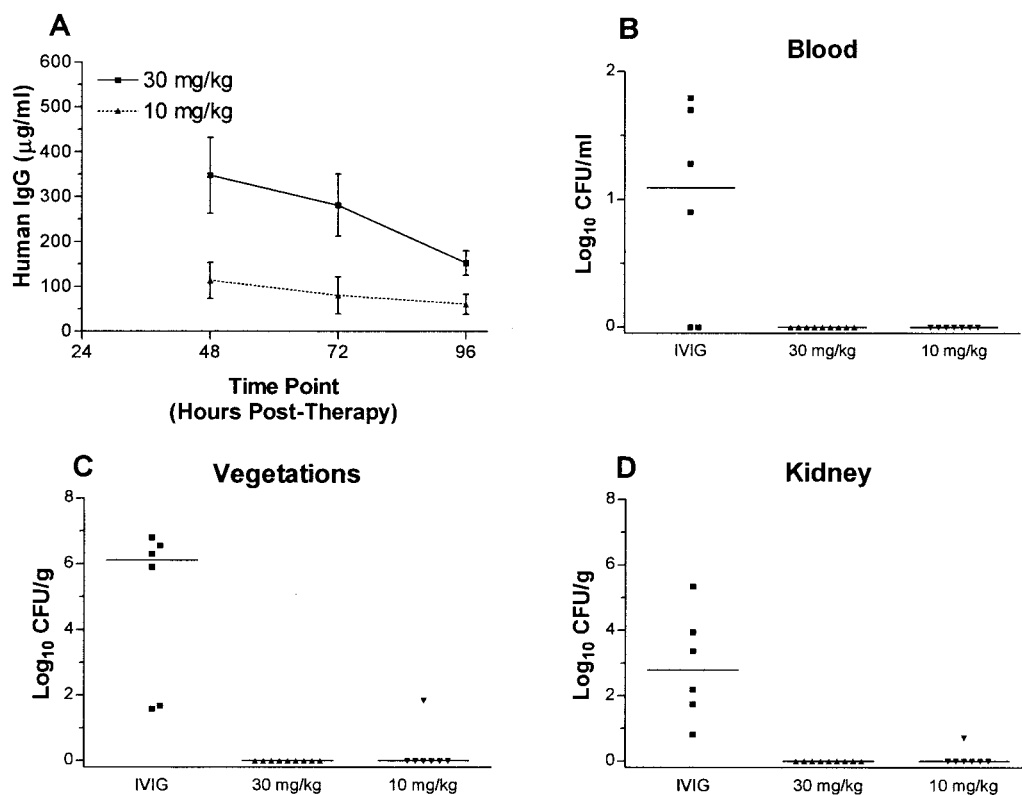 A
600
500
400
300
200
100
0
Human IgG (µg/ml)
30 mg/kg
10 mg/kg
24
48
72
96
Time Point
(Hours Post-Therapy)
B
Blood
2
1
0
Log10 CFU/ml
IVIG
30 mg/kg
10 mg/kg
C
Vegetations
8
6
4
2
0
Log10 CFU/g
IVIG
30 mg/kg
10 mg/kg
D
Kidney
8
6
4
2
0
Log10 CFU/g
IVIG
30 mg/kg
10 mg/kg